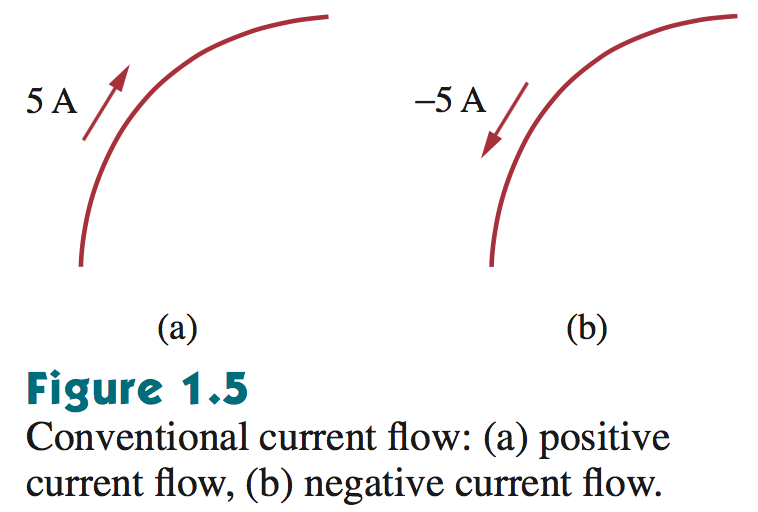 5 A
–5 A
(a)
(b)
Figure 1.5
Conventional current flow: (a) positive
current flow, (b) negative current flow.